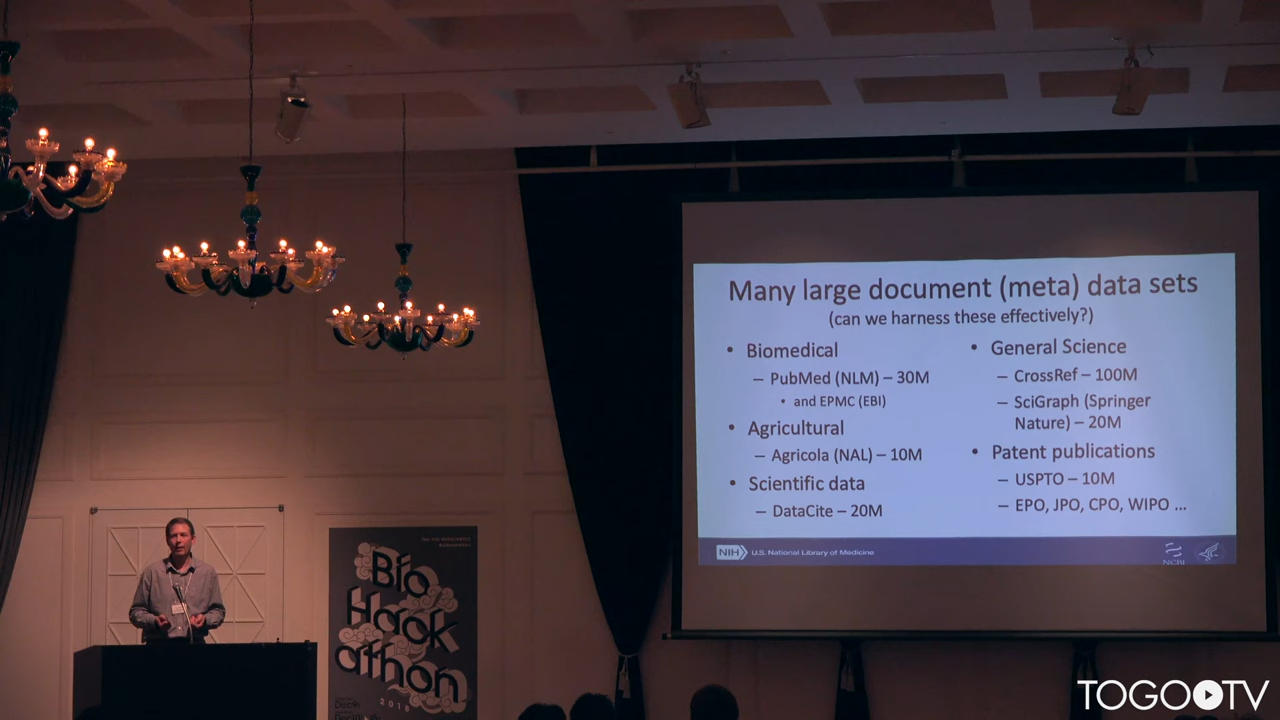 Many large document (meta) data sets
(can we harness these effectively?)
• Biomedical
– PubMed (NLM) – 30M
• and EPMC (EBI)
• Agricultural
– Agricola (NAL) – 10M
• Scientific data
– DataCite – 20M
• General Science
– CrossRef – 100M
– SciGraph (Springer
Nature) – 20M
• Patent publications
– USPTO – 10M
– EPO, JPO, CPO, WIPO ...
NIH U.S. National Library of Medicine
NCBI
Bio
Hack
athon
2018
TOGOTV